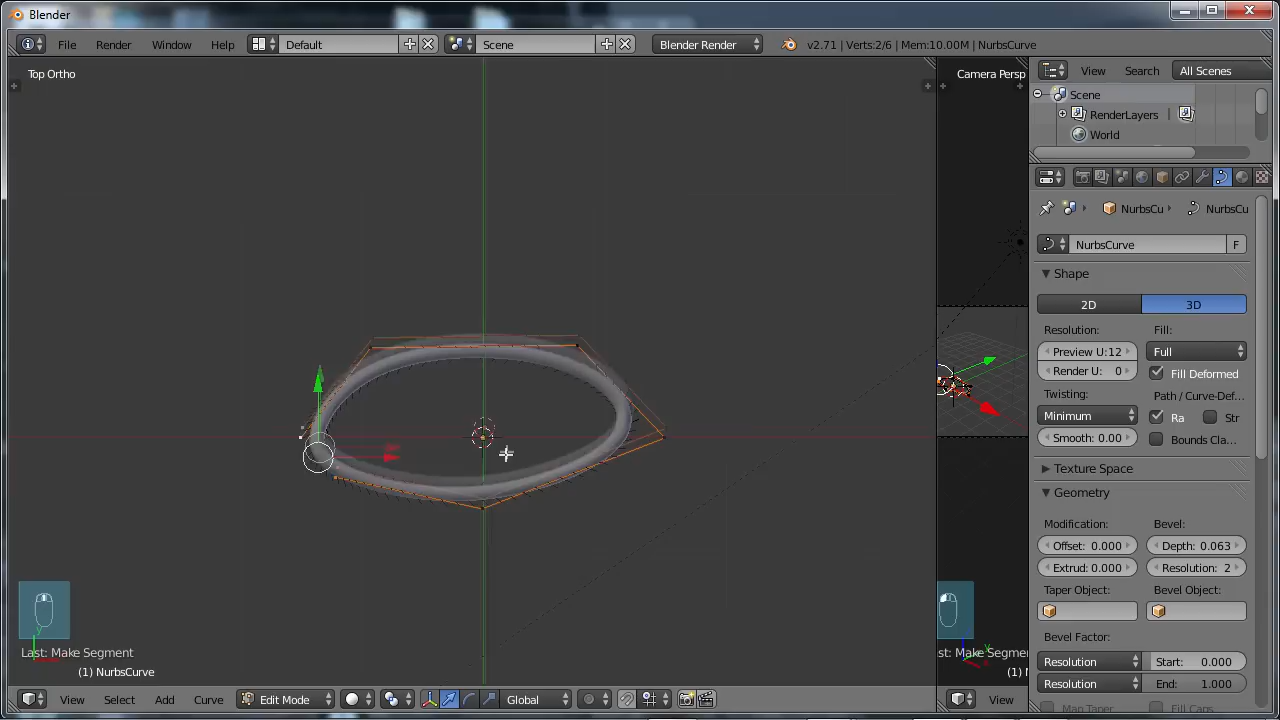 Blender
File Render Window Help Default Scene Blender Render v2.71 | Verts:2/6 | Mem:10.00M | NurbsCurve
Top Ortho
Camera Persp
View Search All Scenes
Scene
RenderLayers
World
NurbsCu NurbsCu
NurbsCurve F
Shape
2D 3D
Resolution: Fill:
Preview U:12 Full
Render U: 0 Fill Deformed
Twisting: Path / Curve-Def...
Minimum Ra Str
Smooth: 0.00 Bounds Cla...
Texture Space
Geometry
Modification: Bevel:
Offset: 0.000 Depth: 0.063
Extrud: 0.000 Resolution: 2
Taper Object: Bevel Object:
Bevel Factor:
Resolution Start: 0.000
Resolution End: 1.000
Map Taper Fill Caps
y
Last: Make Segment
(1) NurbsCurve
st: Make Segmen
(1)
View Select Add Curve Edit Mode Global View